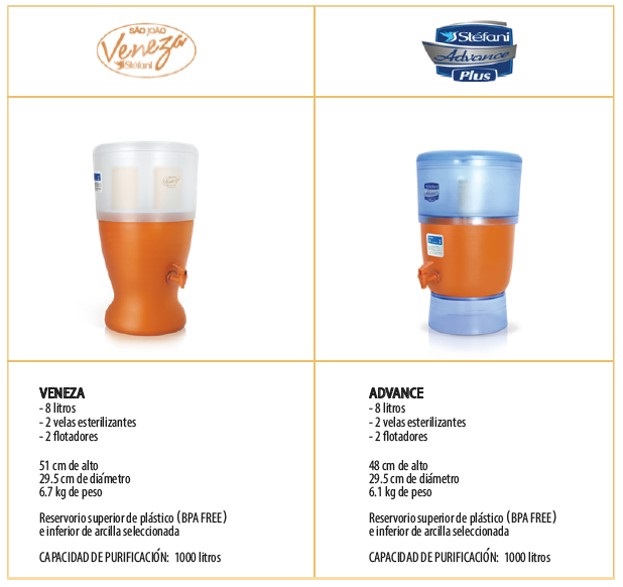 SÃO JOÃO
Veneza
Stéfani
Stéfani
Advance
Plus
Stéfani
Advance
VENEZA
- 8 litros
- 2 velas esterilizantes
- 2 flotadores
51 cm de alto
29.5 cm de diámetro
6.7 kg de peso
Reservorio superior de plástico (BPA FREE)
e inferior de arcilla seleccionada
CAPACIDAD DE PURIFICACIÓN: 1000 litros
ADVANCE
- 8 litros
- 2 velas esterilizantes
- 2 flotadores
48 cm de alto
29.5 cm de diámetro
6.1 kg de peso
Reservorio superior de plástico (BPA FREE)
e inferior de arcilla seleccionada
CAPACIDAD DE PURIFICACIÓN: 1000 litros